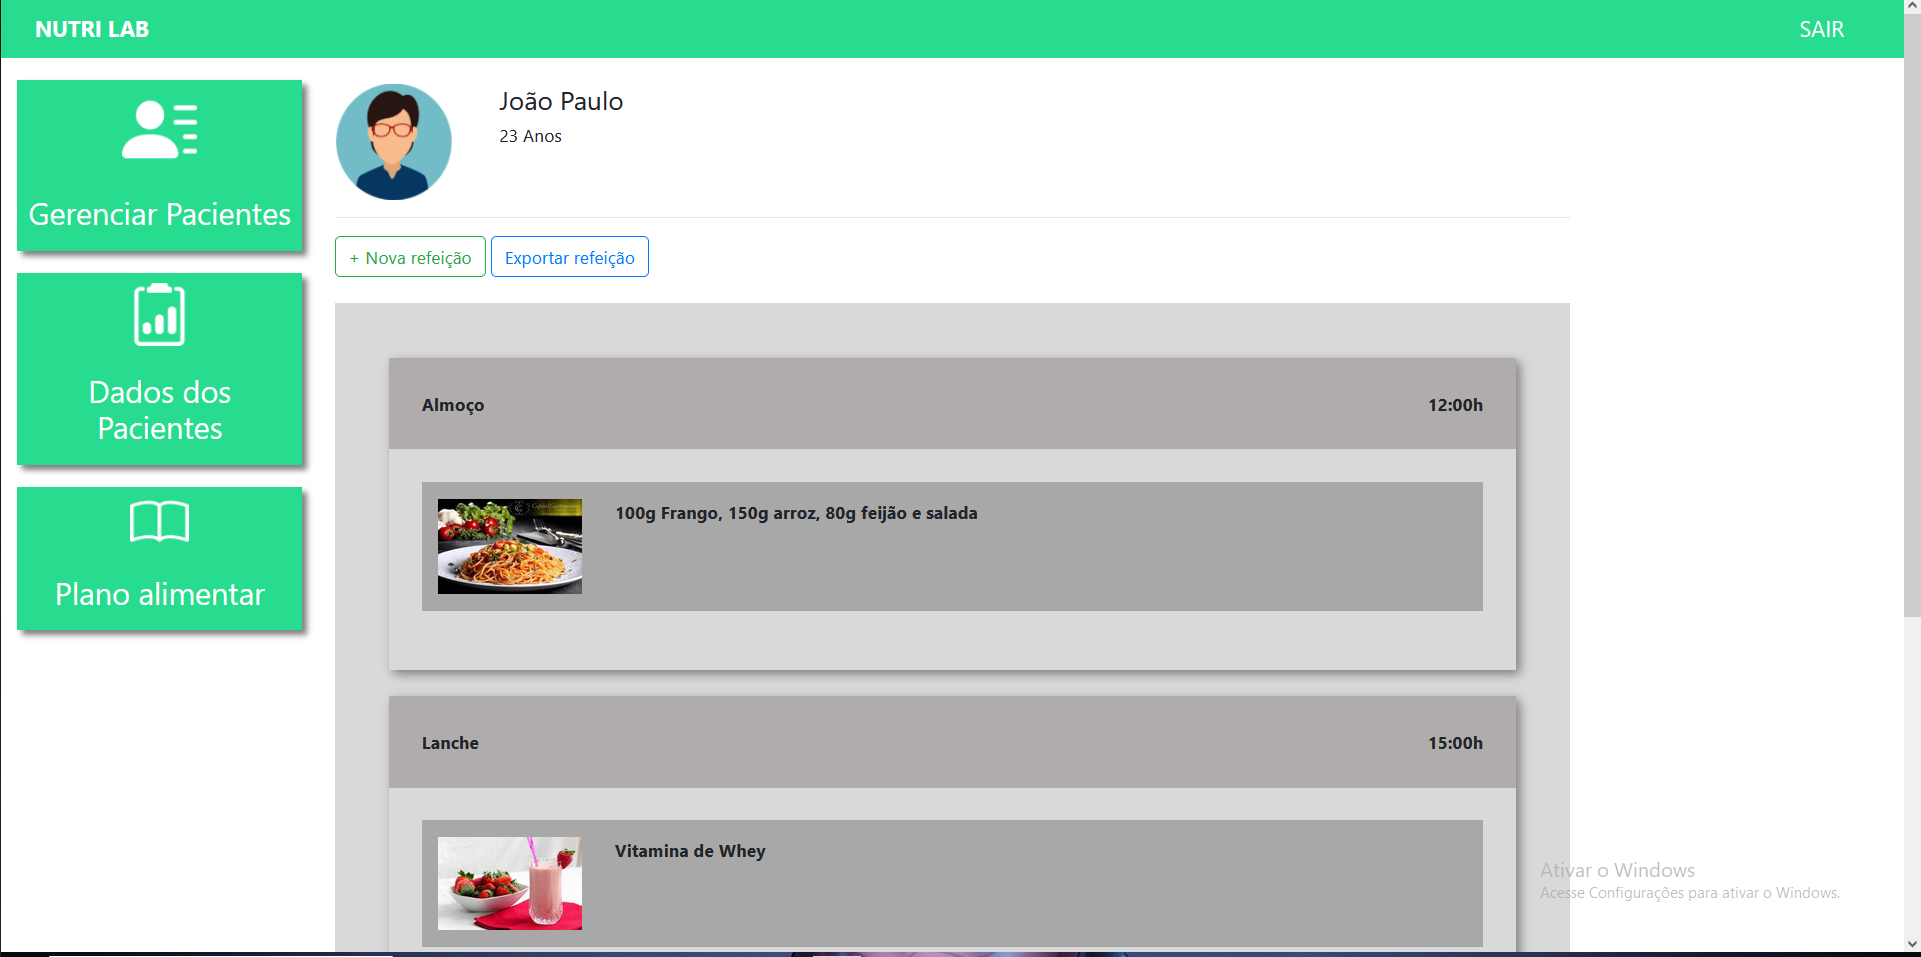 NUTRI LAB
SAIR
Gerenciar Pacientes
Dados dos
Pacientes
Plano alimentar
João Paulo
23 Anos
+ Nova refeição
Exportar refeição
Almoço 12:00h
100g Frango, 150g arroz, 80g feijão e salada
Lanche 15:00h
Vitamina de Whey
Ativar o Windows
Acesse Configurações para ativar o Windows.